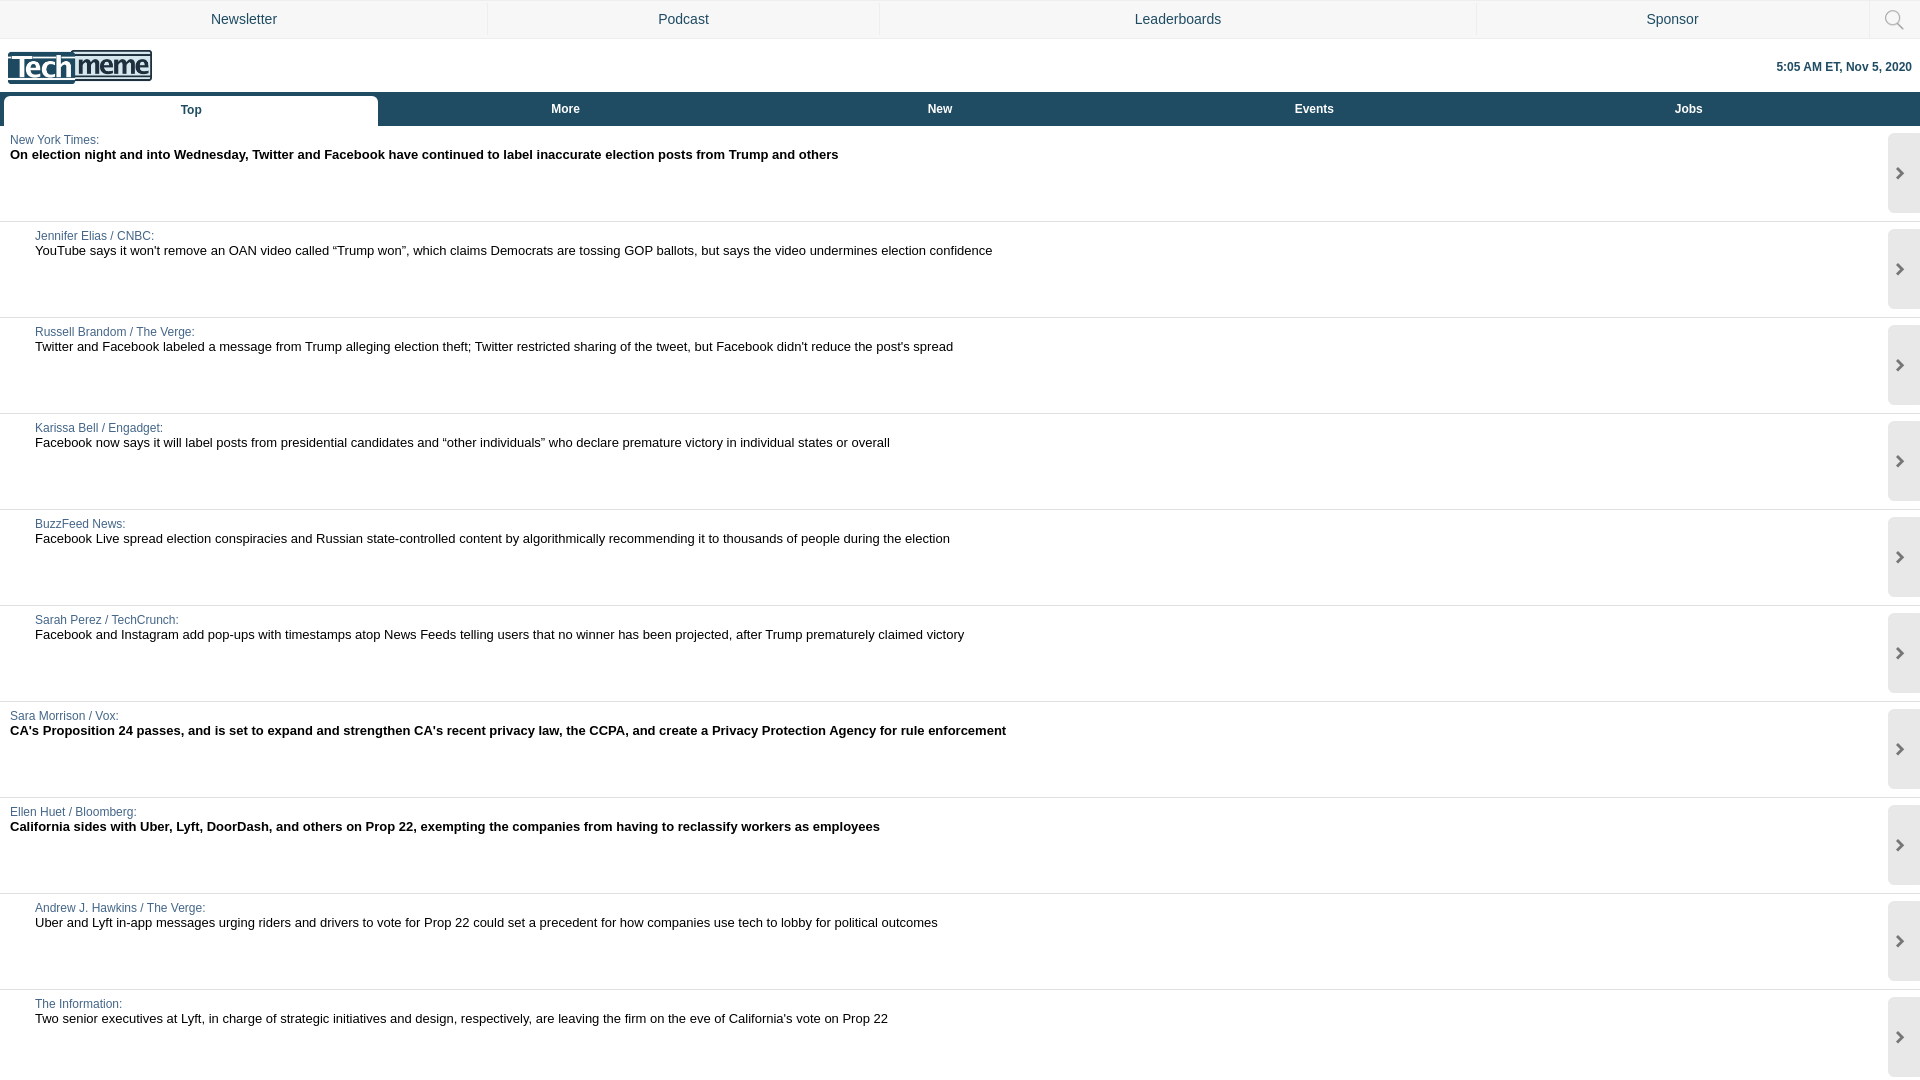 Newsletter
Podcast
Leaderboards
Sponsor
Techmeme
5:05 AM ET, Nov 5, 2020
Top
More
New
Events
Jobs
New York Times:
On election night and into Wednesday, Twitter and Facebook have continued to label inaccurate election posts from Trump and others
Jennifer Elias / CNBC:
YouTube says it won't remove an OAN video called “Trump won”, which claims Democrats are tossing GOP ballots, but says the video undermines election confidence
Russell Brandom / The Verge:
Twitter and Facebook labeled a message from Trump alleging election theft; Twitter restricted sharing of the tweet, but Facebook didn't reduce the post's spread
Karissa Bell / Engadget:
Facebook now says it will label posts from presidential candidates and “other individuals” who declare premature victory in individual states or overall
BuzzFeed News:
Facebook Live spread election conspiracies and Russian state-controlled content by algorithmically recommending it to thousands of people during the election
Sarah Perez / TechCrunch:
Facebook and Instagram add pop-ups with timestamps atop News Feeds telling users that no winner has been projected, after Trump prematurely claimed victory
Sara Morrison / Vox:
CA's Proposition 24 passes, and is set to expand and strengthen CA's recent privacy law, the CCPA, and create a Privacy Protection Agency for rule enforcement
Ellen Huet / Bloomberg:
California sides with Uber, Lyft, DoorDash, and others on Prop 22, exempting the companies from having to reclassify workers as employees
Andrew J. Hawkins / The Verge:
Uber and Lyft in-app messages urging riders and drivers to vote for Prop 22 could set a precedent for how companies use tech to lobby for political outcomes
The Information:
Two senior executives at Lyft, in charge of strategic initiatives and design, respectively, are leaving the firm on the eve of California's vote on Prop 22